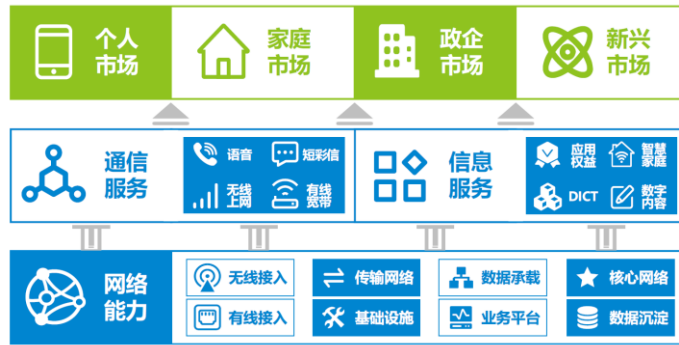 个人
市场
家庭
市场
政企
市场
新兴
市场
通信
服务
语音
短彩信
无线
上网
有线
宽带
信息
服务
应用
权益
智慧
家庭
DICT
数字
内容
网络
能力
无线接入
传输网络
数据承载
核心网络
有线接入
基础设施
业务平台
数据沉淀